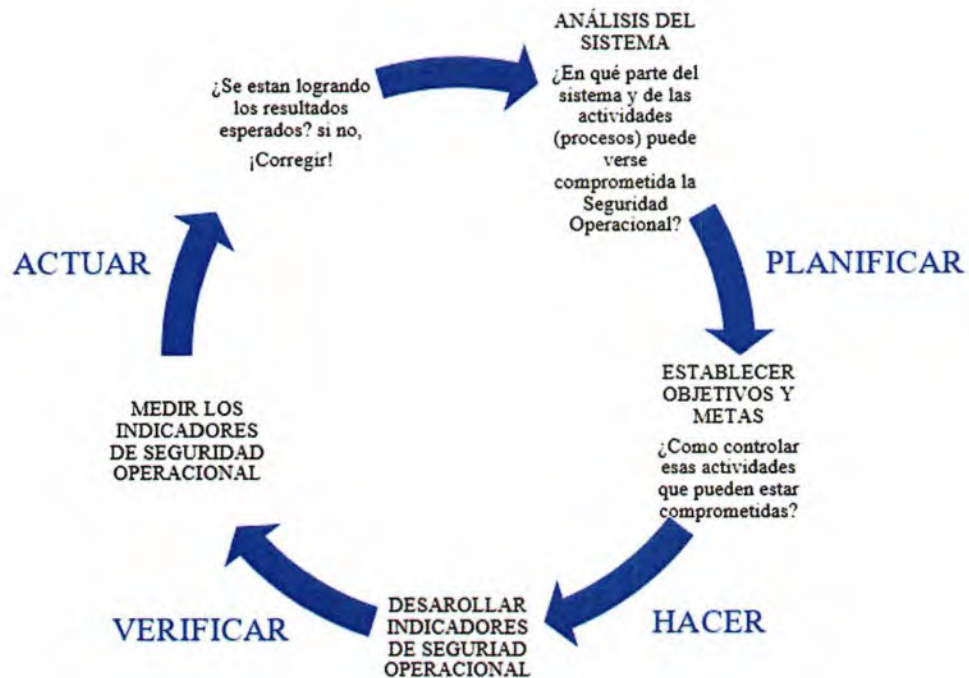 ANÁLISIS DEL
SISTEMA
¿En qué parte del
sistema y de las
actividades
(procesos) puede
verse
comprometida la
Seguridad
Operacional?
PLANIFICAR
ESTABLECER
OBJETIVOS Y
METAS
¿Como controlar
esas actividades
que pueden estar
comprometidas?
HACER
DESAROLLAR
INDICADORES
DE SEGURIAD
OPERACIONAL
VERIFICAR
MEDIR LOS
INDICADORES
DE SEGURIDAD
OPERACIONAL
ACTUAR
¿Se estan logrando
los resultados
esperados? si no,
¡Corregir!